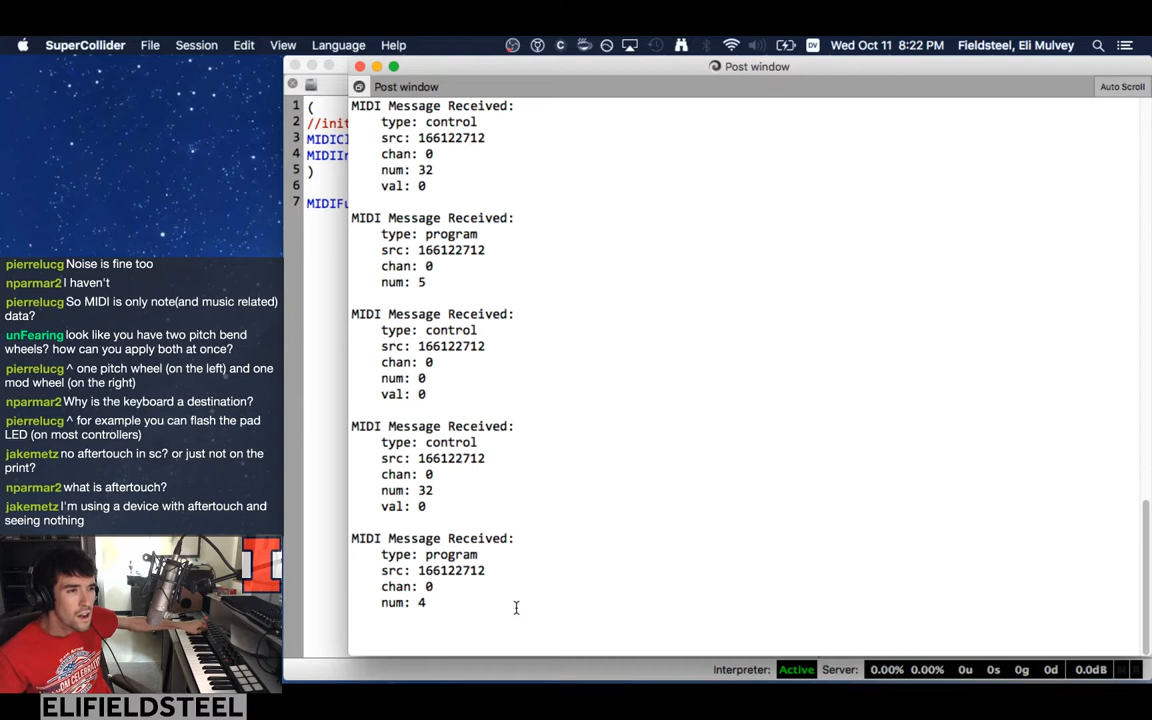 SuperCollider File Session Edit View Language Help Wed Oct 11 8:22 PM Fieldsteel, Eli Mulvey
Post window
Post window Auto Scroll
1 (
2 //init
3 MIDICl
4 MIDIIn
5 )
6
7 MIDIFu
MIDI Message Received:
type: control
src: 166122712
chan: 0
num: 32
val: 0
MIDI Message Received:
type: program
src: 166122712
chan: 0
num: 5
MIDI Message Received:
type: control
src: 166122712
chan: 0
num: 0
val: 0
MIDI Message Received:
type: control
src: 166122712
chan: 0
num: 32
val: 0
MIDI Message Received:
type: program
src: 166122712
chan: 0
num: 4
pierrelucg Noise is fine too
nparmar2 I haven't
pierrelucg So MIDI is only note(and music related)
data?
unFearing look like you have two pitch bend
wheels? how can you apply both at once?
pierrelucg ^ one pitch wheel (on the left) and one
mod wheel (on the right)
nparmar2 Why is the keyboard a destination?
pierrelucg ^ for example you can flash the pad
LED (on most controllers)
jakemetz no aftertouch in sc? or just not on the
print?
nparmar2 what is aftertouch?
jakemetz I'm using a device with aftertouch and
seeing nothing
Interpreter: Active Server: 0.00% 0.00% 0u 0s 0g 0d 0.0dB M R
ELIFIELDSTEEL